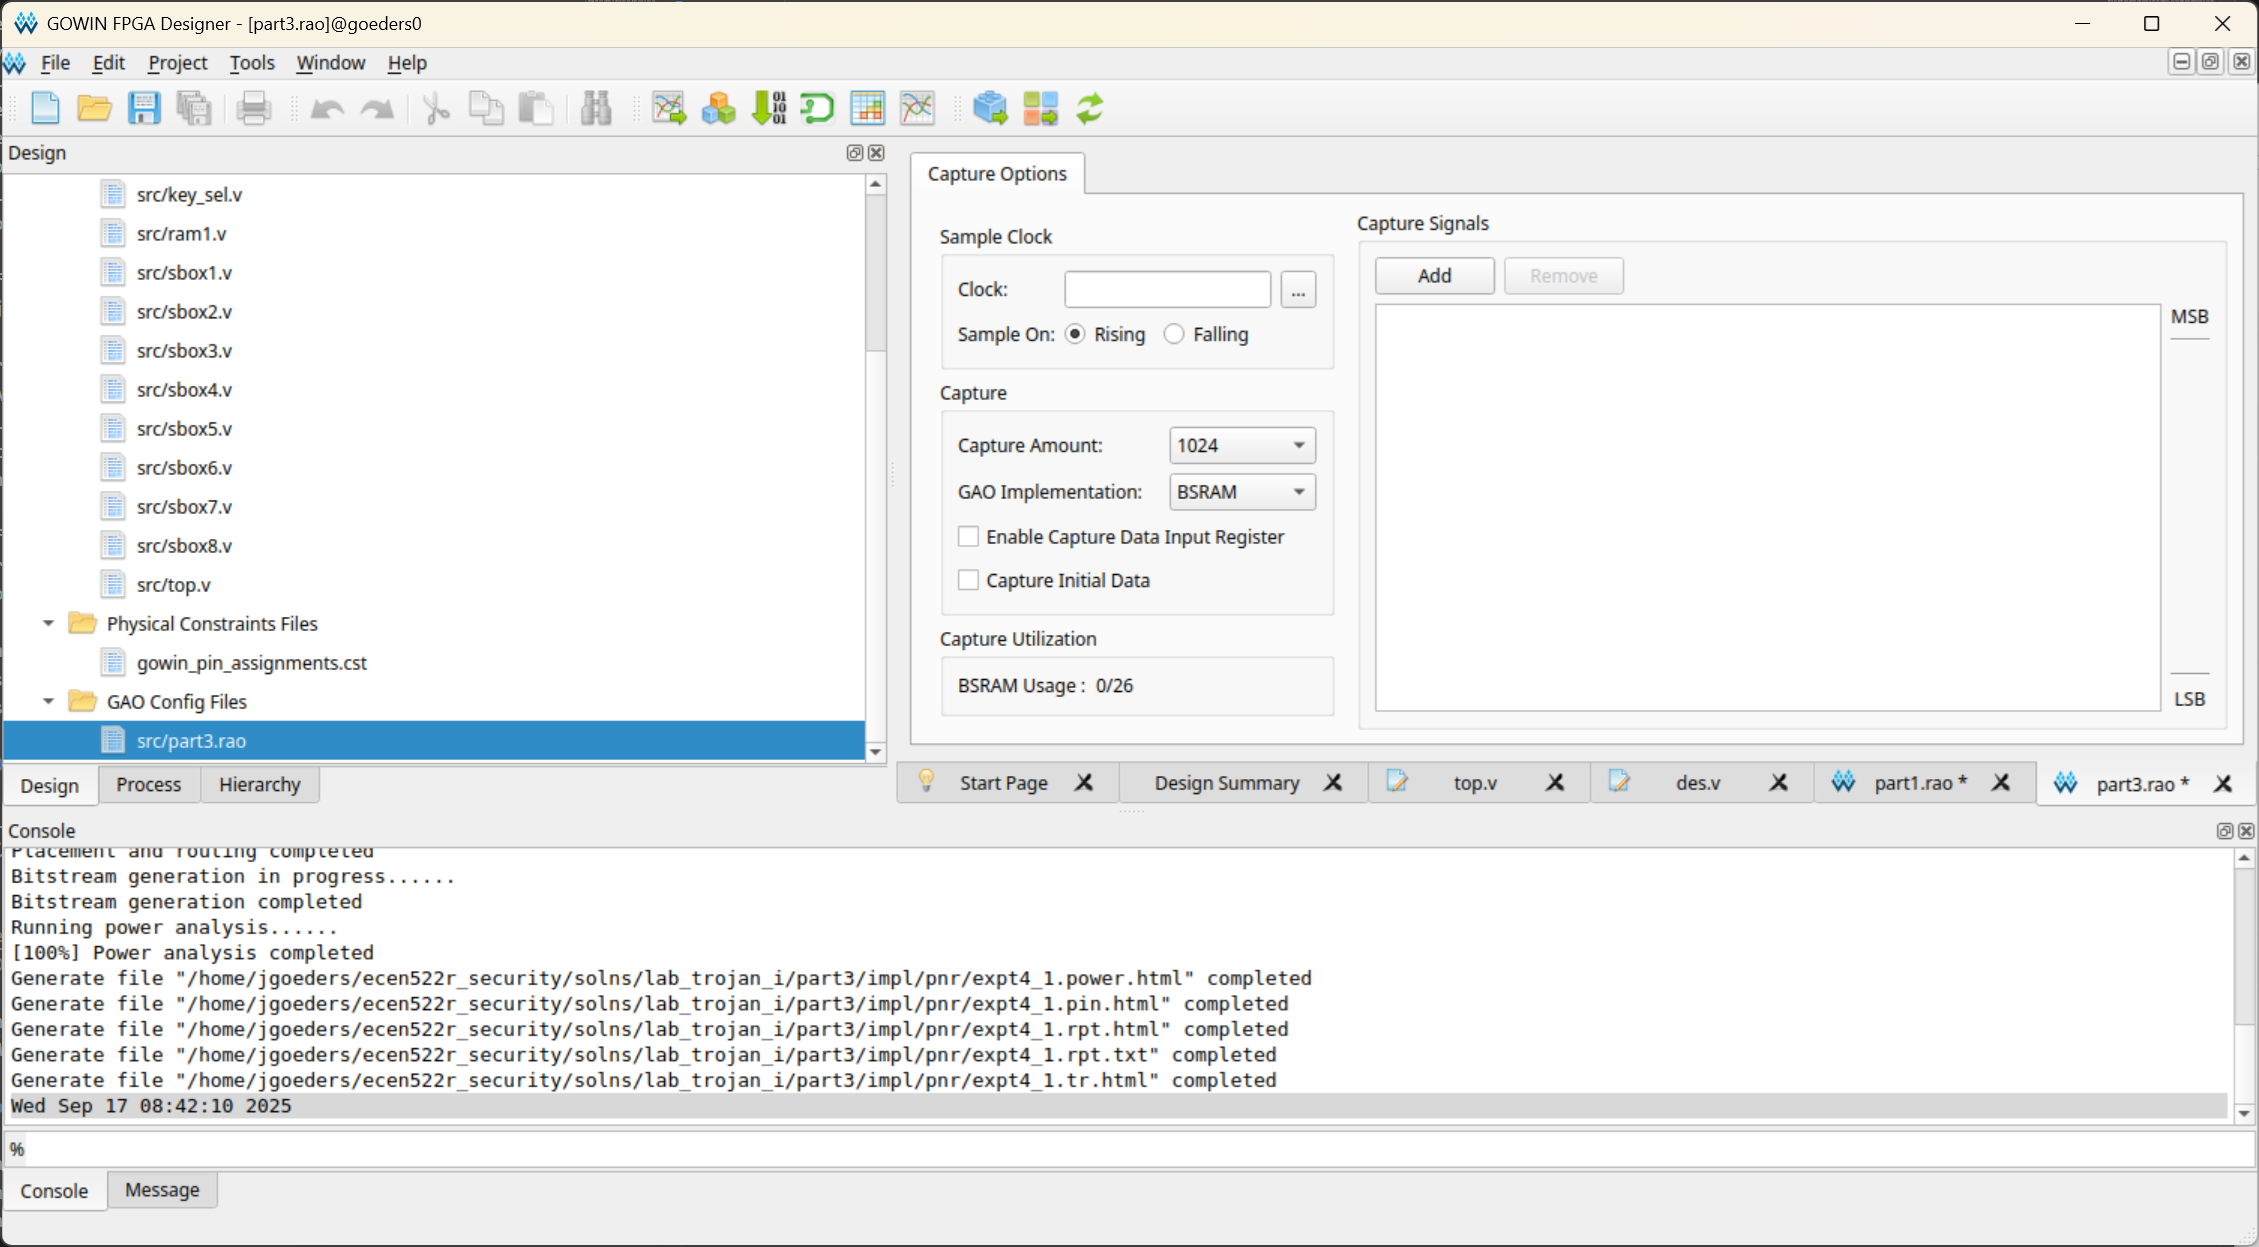 GOWIN FPGA Designer - [part3.rao]@goeders0
File Edit Project Tools Window Help
Design
src/key_sel.v
src/ram1.v
src/sbox1.v
src/sbox2.v
src/sbox3.v
src/sbox4.v
src/sbox5.v
src/sbox6.v
src/sbox7.v
src/sbox8.v
src/top.v
Physical Constraints Files
gowin_pin_assignments.cst
GAO Config Files
src/part3.rao
Design Process Hierarchy
Capture Options
Sample Clock
Clock: ...
Sample On: Rising Falling
Capture
Capture Amount: 1024
GAO Implementation: BSRAM
Enable Capture Data Input Register
Capture Initial Data
Capture Utilization
BSRAM Usage : 0/26
Capture Signals
Add Remove
MSB
LSB
Start Page Design Summary top.v des.v part1.rao * part3.rao *
Console
Placement and routing completed
Bitstream generation in progress......
Bitstream generation completed
Running power analysis......
[100%] Power analysis completed
Generate file "/home/jgoeders/ecen522r_security/solns/lab_trojan_i/part3/impl/pnr/expt4_1.power.html" completed
Generate file "/home/jgoeders/ecen522r_security/solns/lab_trojan_i/part3/impl/pnr/expt4_1.pin.html" completed
Generate file "/home/jgoeders/ecen522r_security/solns/lab_trojan_i/part3/impl/pnr/expt4_1.rpt.html" completed
Generate file "/home/jgoeders/ecen522r_security/solns/lab_trojan_i/part3/impl/pnr/expt4_1.rpt.txt" completed
Generate file "/home/jgoeders/ecen522r_security/solns/lab_trojan_i/part3/impl/pnr/expt4_1.tr.html" completed
Wed Sep 17 08:42:10 2025
%
Console Message